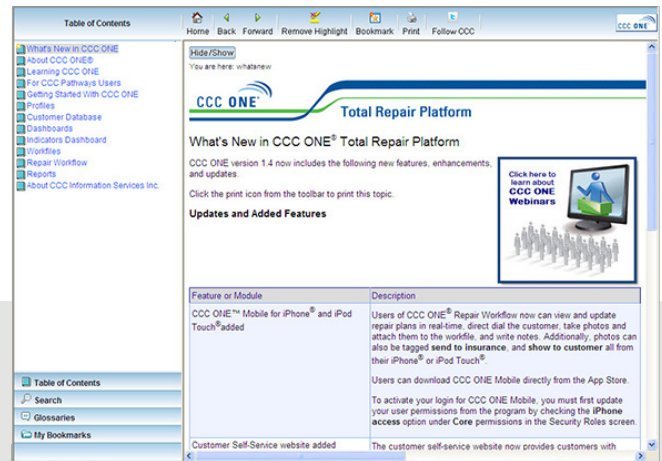 Table of Contents
Home Back Forward Remove Highlight Bookmark Print Follow CCC
CCC ONE
What's New in CCC ONE
About CCC ONE®
Learning CCC ONE
For CCC Pathways Users
Getting Started With CCC ONE
Profiles
Customer Database
Dashboards
Indicators Dashboard
Workfiles
Repair Workflow
Reports
About CCC Information Services Inc.
Table of Contents
Search
Glossaries
My Bookmarks
Hide/Show
You are here: whatsnew
CCC ONE
Total Repair Platform
What's New in CCC ONE® Total Repair Platform
CCC ONE version 1.4 now includes the following new features, enhancements,
and updates.
Click the print icon from the toolbar to print this topic.
Updates and Added Features
Click here to
learn about
CCC ONE
Webinars
Feature or Module Description
CCC ONE™ Mobile for iPhone® and iPod
Touch® added
Users of CCC ONE® Repair Workflow now can view and update
repair plans in real-time, direct dial the customer, take photos and
attach them to the workfile, and write notes. Additionally, photos can
also be tagged send to insurance, and show to customer all from
their iPhone® or iPod Touch®.
Users can download CCC ONE Mobile directly from the App Store.
To activate your login for CCC ONE Mobile, you must first update
your user permissions from the program by checking the iPhone
access option under Core permissions in the Security Roles screen.
Customer Self-Service website added
The customer self-service website now provides customers with